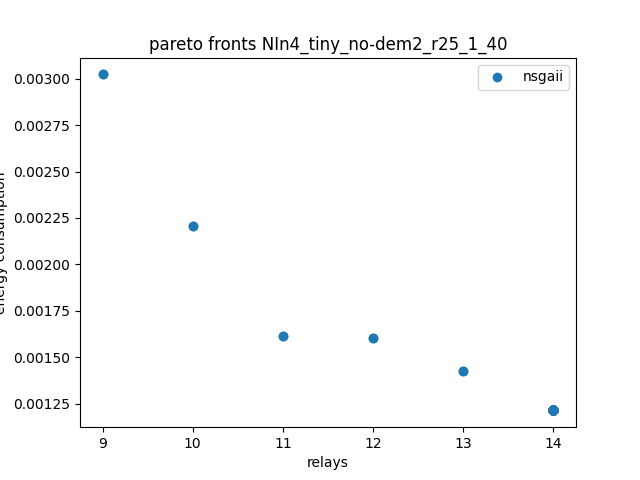 pareto fronts NIn4_tiny_no-dem2_r25_1_40
nsgaii
0.00300
0.00275
0.00250
0.00225
0.00200
0.00175
0.00150
0.00125
energy consumption
9 10 11 12 13 14
relays